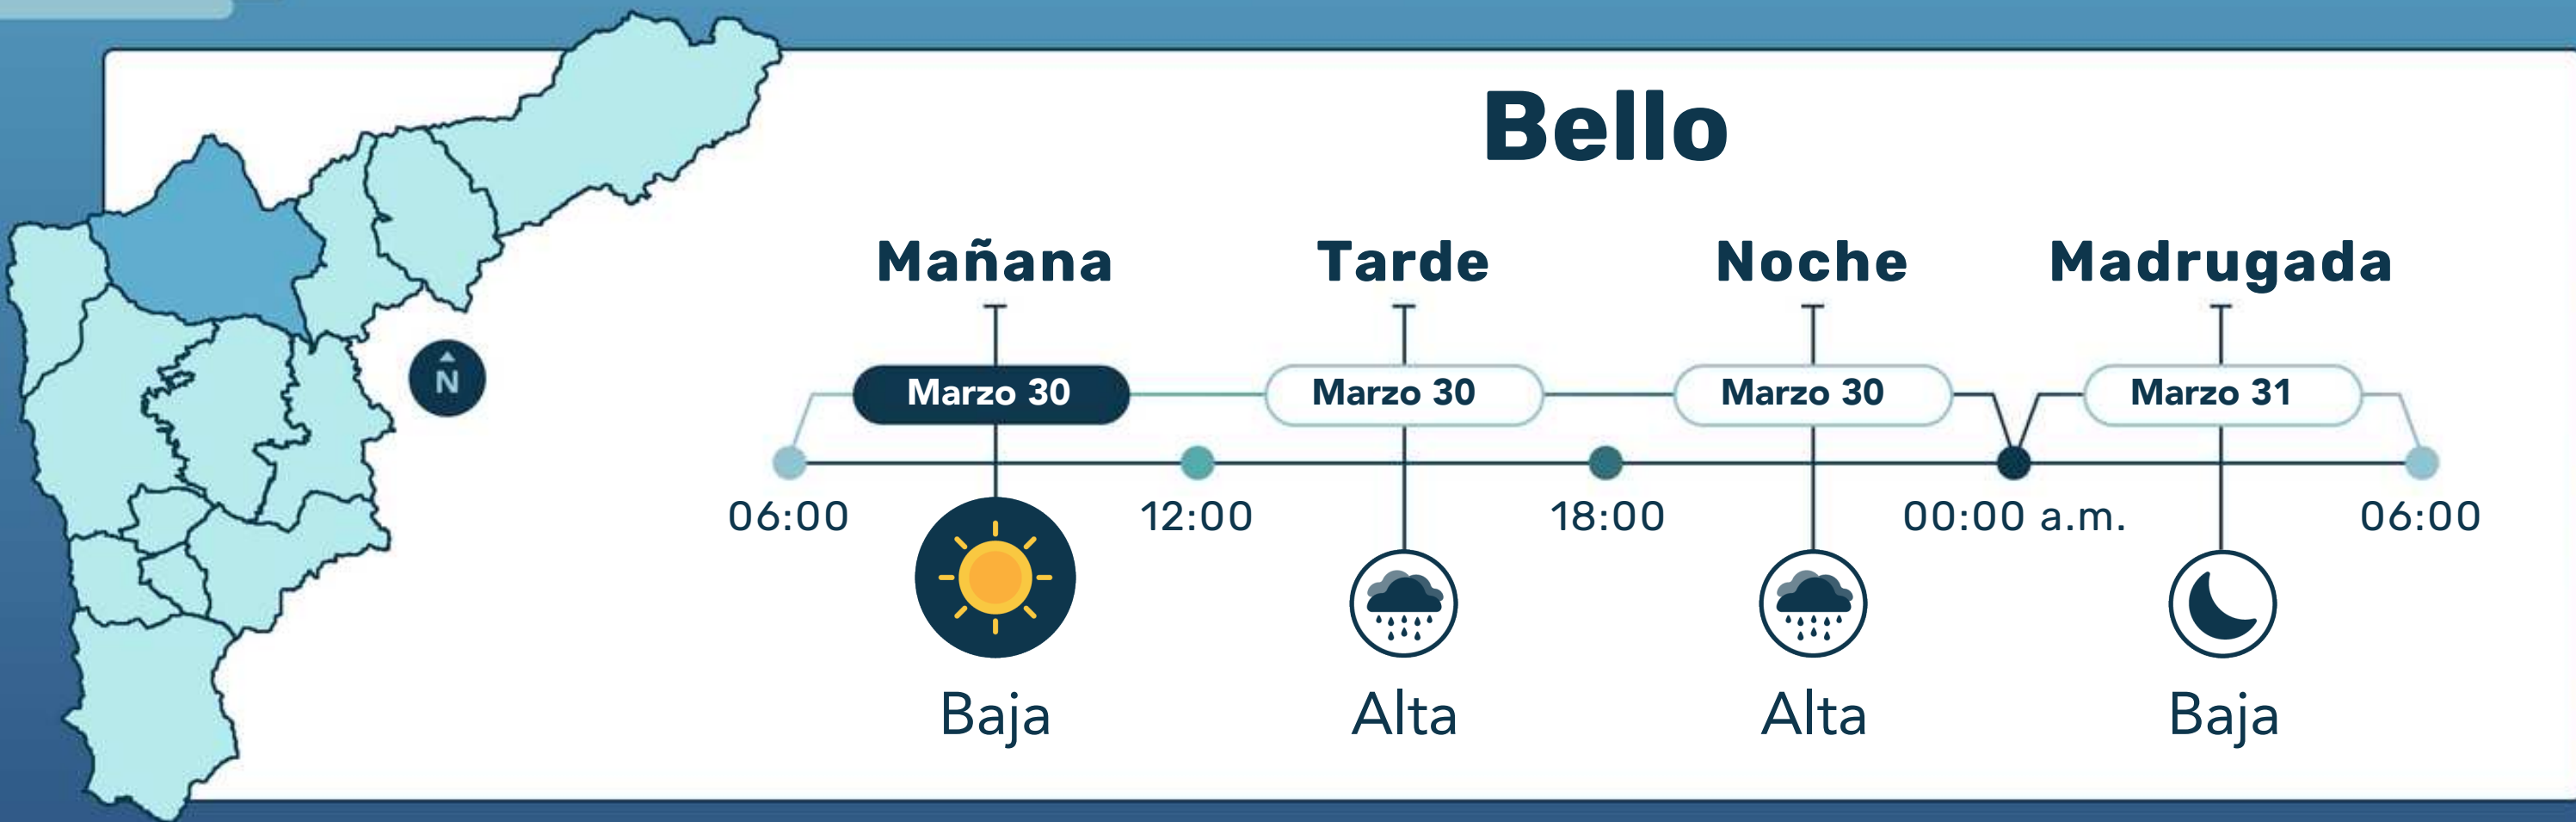 Bello
Mañana Tarde Noche Madrugada
Marzo 30 Marzo 30 Marzo 30 Marzo 31
N
06:00 12:00 18:00 00:00 a.m. 06:00
Baja Alta Alta Baja